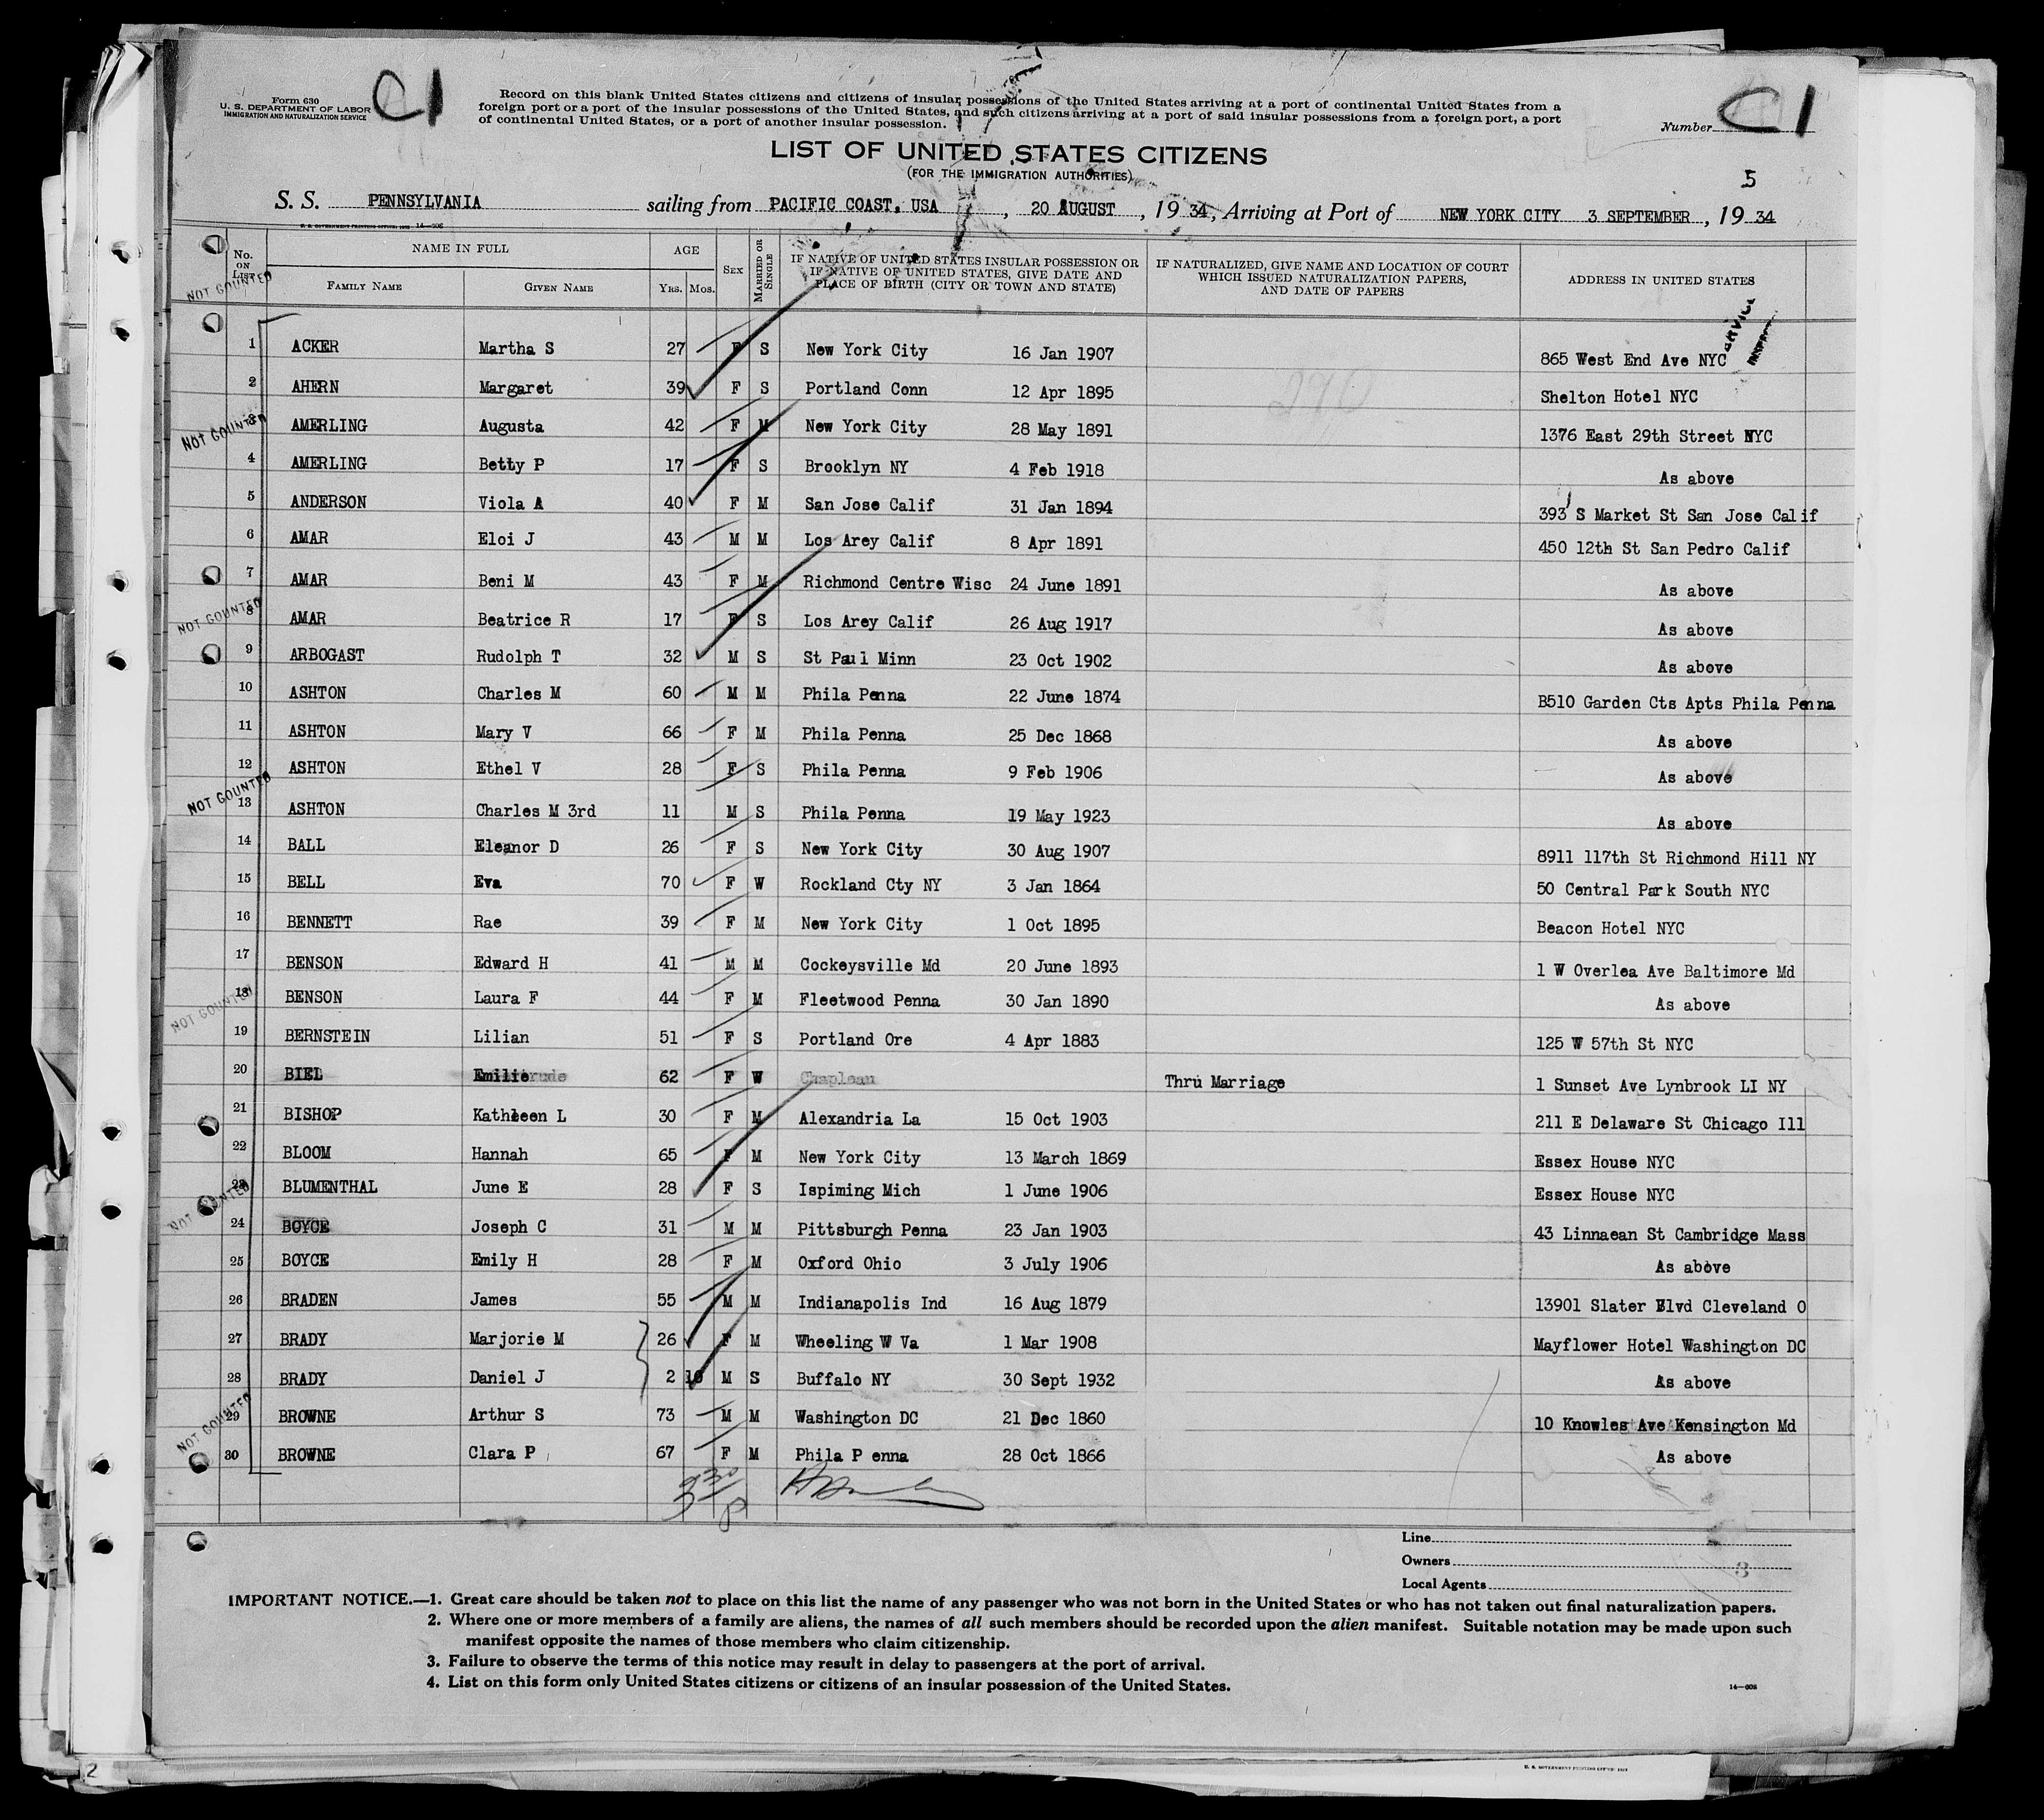 C1
Form 630
U. S. DEPARTMENT OF LABOR
IMMIGRATION AND NATURALIZATION SERVICE
Record on this blank United States citizens and citizens of insular possessions of the United States arriving at a port of continental United States from a
foreign port or a port of the insular possessions of the United States, and such citizens arriving at a port of said insular possessions from a foreign port, a port
of continental United States, or a port of another insular possession.
Number C1
LIST OF UNITED STATES CITIZENS
(FOR THE IMMIGRATION AUTHORITIES)
5
S. S. PENNSYLVANIA sailing from PACIFIC COAST, USA, 20 AUGUST, 19 34, Arriving at Port of NEW YORK CITY 3 SEPTEMBER, 19 34
U. S. GOVERNMENT PRINTING OFFICE: 1932 14—608
No. ON LIST NAME IN FULL FAMILY NAME GIVEN NAME AGE YRS. MOS. SEX MARRIED OR SINGLE IF NATIVE OF UNITED STATES INSULAR POSSESSION OR IF NATIVE OF UNITED STATES, GIVE DATE AND PLACE OF BIRTH (CITY OR TOWN AND STATE) IF NATURALIZED, GIVE NAME AND LOCATION OF COURT WHICH ISSUED NATURALIZATION PAPERS, AND DATE OF PAPERS ADDRESS IN UNITED STATES
NOT COUNTED
1 ACKER Martha S 27 F S New York City 16 Jan 1907 865 West End Ave NYC
2 AHERN Margaret 39 F S Portland Conn 12 Apr 1895 290 Shelton Hotel NYC
NOT COUNTED
3 AMERLING Augusta 42 F M New York City 28 May 1891 1376 East 29th Street NYC
4 AMERLING Betty P 17 F S Brooklyn NY 4 Feb 1918 As above
5 ANDERSON Viola A 40 F M San Jose Calif 31 Jan 1894 393 S Market St San Jose Calif
6 AMAR Eloi J 43 M M Los Arey Calif 8 Apr 1891 450 12th St San Pedro Calif
7 AMAR Beni M 43 F M Richmond Centre Wisc 24 June 1891 As above
NOT COUNTED
8 AMAR Beatrice R 17 F S Los Arey Calif 26 Aug 1917 As above
9 ARBOGAST Rudolph T 32 M S St Paul Minn 23 Oct 1902 As above
10 ASHTON Charles M 60 M M Phila Penna 22 June 1874 B510 Garden Cts Apts Phila Penna
11 ASHTON Mary V 66 F M Phila Penna 25 Dec 1868 As above
12 ASHTON Ethel V 28 F S Phila Penna 9 Feb 1906 As above
NOT COUNTED
13 ASHTON Charles M 3rd 11 M S Phila Penna 19 May 1923 As above
14 BALL Eleanor D 26 F S New York City 30 Aug 1907 8911 117th St Richmond Hill NY
15 BELL Eva 70 F W Rockland Cty NY 3 Jan 1864 50 Central Park South NYC
16 BENNETT Rae 39 F M New York City 1 Oct 1895 Beacon Hotel NYC
17 BENSON Edward H 41 M M Cockeysville Md 20 June 1893 1 W Overlea Ave Baltimore Md
NOT COUNTED
18 BENSON Laura F 44 F M Fleetwood Penna 30 Jan 1890 As above
19 BERNSTEIN Lilian 51 F S Portland Ore 4 Apr 1883 125 W 57th St NYC
20 BIEL Emilie 62 F W Thru Marriage 1 Sunset Ave Lynbrook LI NY
21 BISHOP Kathleen L 30 F M Alexandria La 15 Oct 1903 211 E Delaware St Chicago Ill
22 BLOOM Hannah 65 F M New York City 13 March 1869 Essex House NYC
NOT COUNTED
23 BLUMENTHAL June E 28 F S Ispiming Mich 1 June 1906 Essex House NYC
24 BOYCE Joseph C 31 M M Pittsburgh Penna 23 Jan 1903 43 Linnaean St Cambridge Mass
25 BOYCE Emily H 28 F M Oxford Ohio 3 July 1906 As above
26 BRADEN James 55 M M Indianapolis Ind 16 Aug 1879 13901 Slater Blvd Cleveland O
27 BRADY Marjorie M 26 F M Wheeling W Va 1 Mar 1908 Mayflower Hotel Washington DC
28 BRADY Daniel J 2 10 M S Buffalo NY 30 Sept 1932 As above
NOT COUNTED
29 BROWNE Arthur S 73 M M Washington DC 21 Dec 1860 10 Knowles Ave Kensington Md
30 BROWNE Clara P 67 F M Phila P enna 28 Oct 1866 As above
Line
Owners
Local Agents
3
IMPORTANT NOTICE.—1. Great care should be taken not to place on this list the name of any passenger who was not born in the United States or who has not taken out final naturalization papers.
2. Where one or more members of a family are aliens, the names of all such members should be recorded upon the alien manifest. Suitable notation may be made upon such
manifest opposite the names of those members who claim citizenship.
3. Failure to observe the terms of this notice may result in delay to passengers at the port of arrival.
4. List on this form only United States citizens or citizens of an insular possession of the United States.
14—608
2